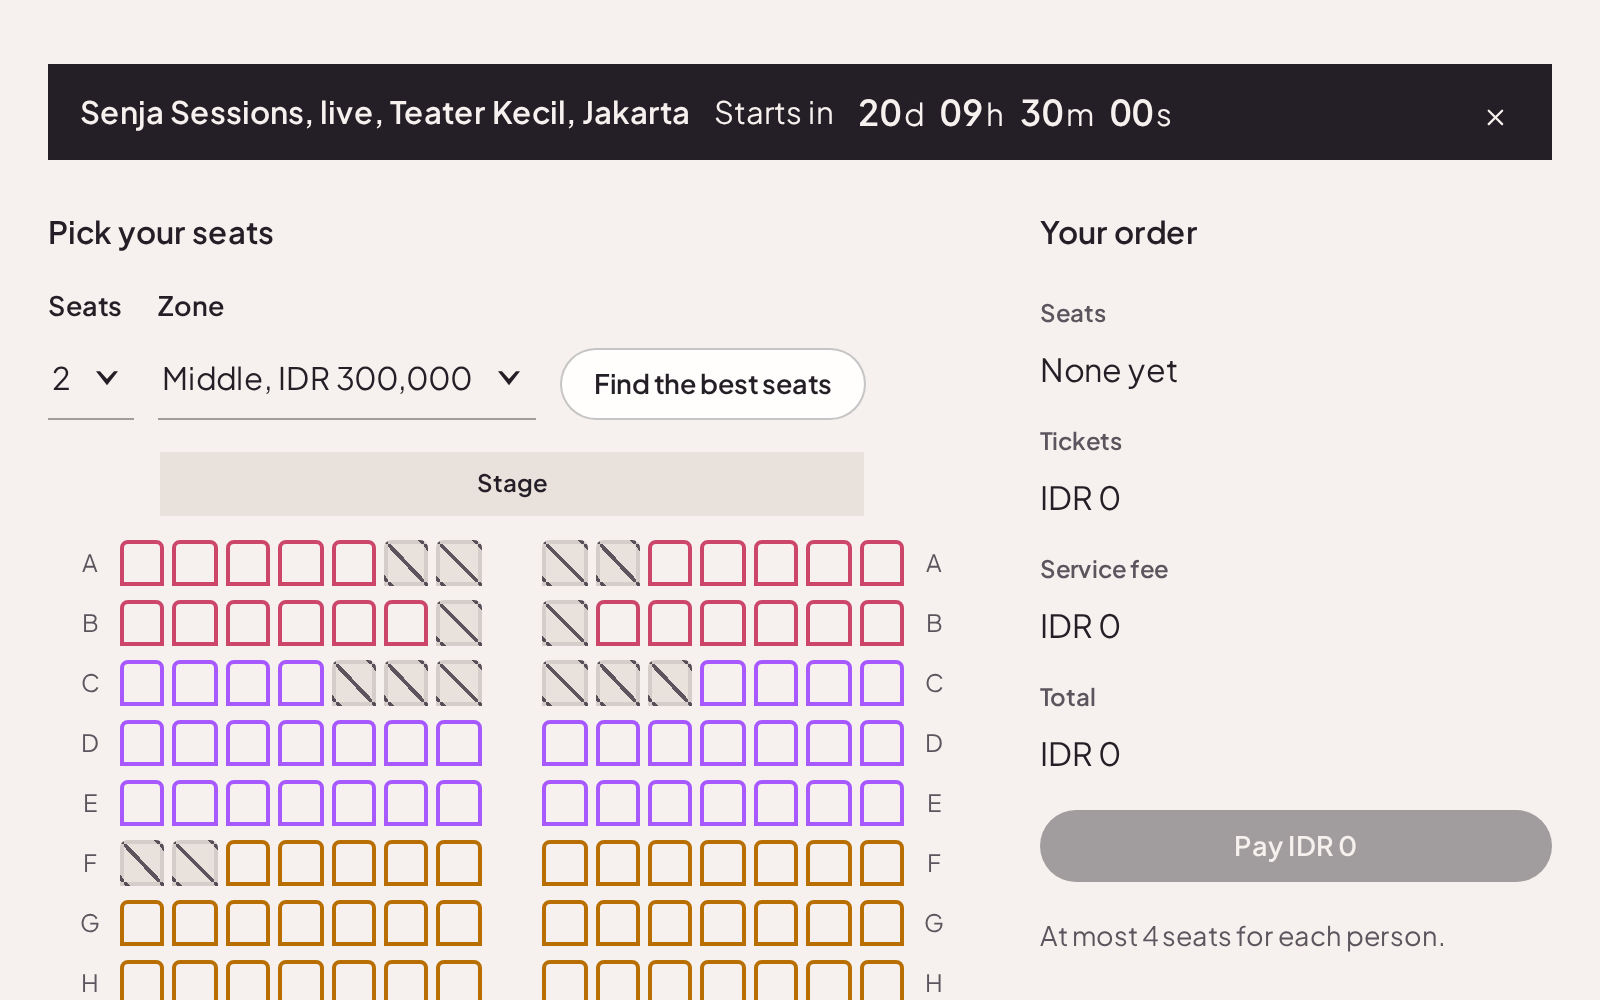 Senja Sessions, live, Teater Kecil, Jakarta Starts in 20d 09h 30m 00s ×
Pick your seats
Seats Zone
2 Middle, IDR 300,000 Find the best seats
Stage
A A
B B
C C
D D
E E
F F
G G
H H
Your order
Seats
None yet
Tickets
IDR 0
Service fee
IDR 0
Total
IDR 0
Pay IDR 0
At most 4 seats for each person.